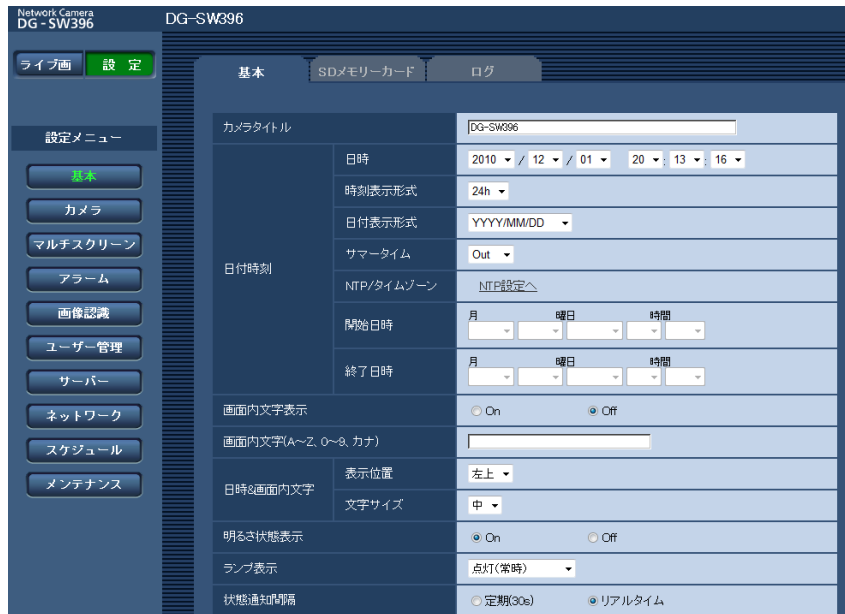 Network Camera
DG-SW396
DG-SW396
ライブ画
設 定
基本
SDメモリーカード
ログ
設定メニュー
基本
カメラ
マルチスクリーン
アラーム
画像認識
ユーザー管理
サーバー
ネットワーク
スケジュール
メンテナンス
カメラタイトル
DG-SW396
日付時刻
日時
2010 / 12 / 01 20 : 13 : 16
時刻表示形式
24h
日付表示形式
YYYY/MM/DD
サマータイム
Out
NTP/タイムゾーン
NTP設定へ
開始日時
月 曜日 時間
終了日時
月 曜日 時間
画面内文字表示
On Off
画面内文字(A～Z、0～9、カナ)
日時&画面内文字
表示位置
左上
文字サイズ
中
明るさ状態表示
On Off
ランプ表示
点灯(常時)
状態通知間隔
定期(30s) リアルタイム